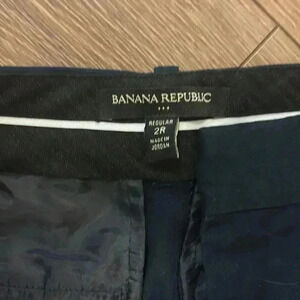 BANANA REPUBLIC
REGULAR
2R
MADE IN
JORDAN